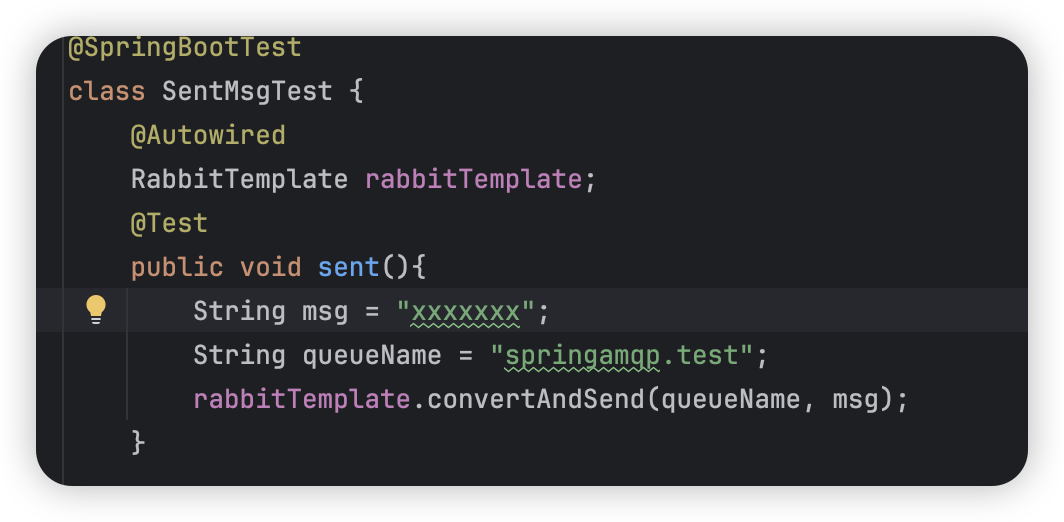 @SpringBootTest
class SentMsgTest {
@Autowired
RabbitTemplate rabbitTemplate;
@Test
public void sent(){
String msg = "xxxxxxx";
String queueName = "springamqp.test";
rabbitTemplate.convertAndSend(queueName, msg);
}